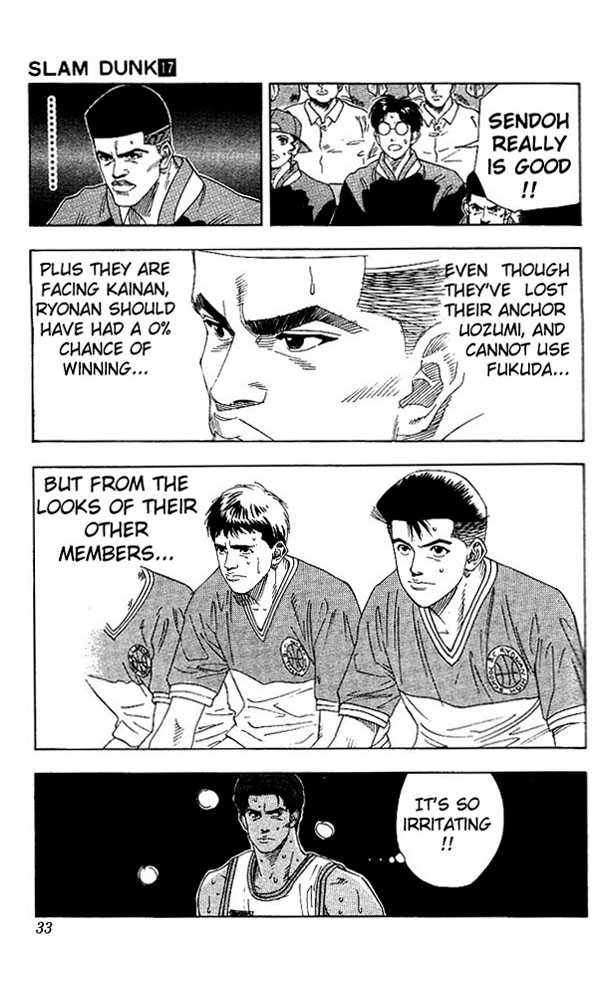 SLAM DUNK 17
SENDOH
REALLY
IS GOOD
!!
EVEN THOUGH
THEY'VE LOST
THEIR ANCHOR
UOZUMI, AND
CANNOT USE
FUKUDA...
PLUS THEY ARE
FACING KAINAN,
RYONAN SHOULD
HAVE HAD A 0%
CHANCE OF
WINNING...
BUT FROM THE
LOOKS OF THEIR
OTHER
MEMBERS...
IT'S SO
IRRITATING
!!
33